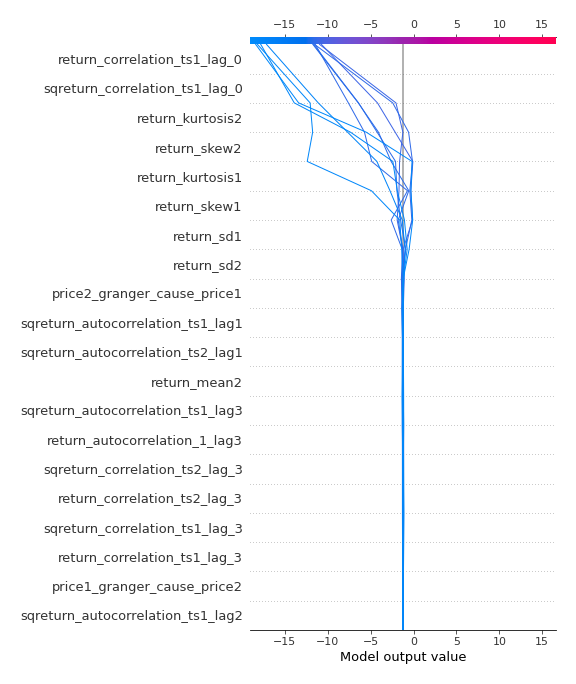 −15 −10 −5 0 5 10 15
return_correlation_ts1_lag_0
sqreturn_correlation_ts1_lag_0
return_kurtosis2
return_skew2
return_kurtosis1
return_skew1
return_sd1
return_sd2
price2_granger_cause_price1
sqreturn_autocorrelation_ts1_lag1
sqreturn_autocorrelation_ts2_lag1
return_mean2
sqreturn_autocorrelation_ts1_lag3
return_autocorrelation_1_lag3
sqreturn_correlation_ts2_lag_3
return_correlation_ts2_lag_3
sqreturn_correlation_ts1_lag_3
return_correlation_ts1_lag_3
price1_granger_cause_price2
sqreturn_autocorrelation_ts1_lag2
−15 −10 −5 0 5 10 15
Model output value